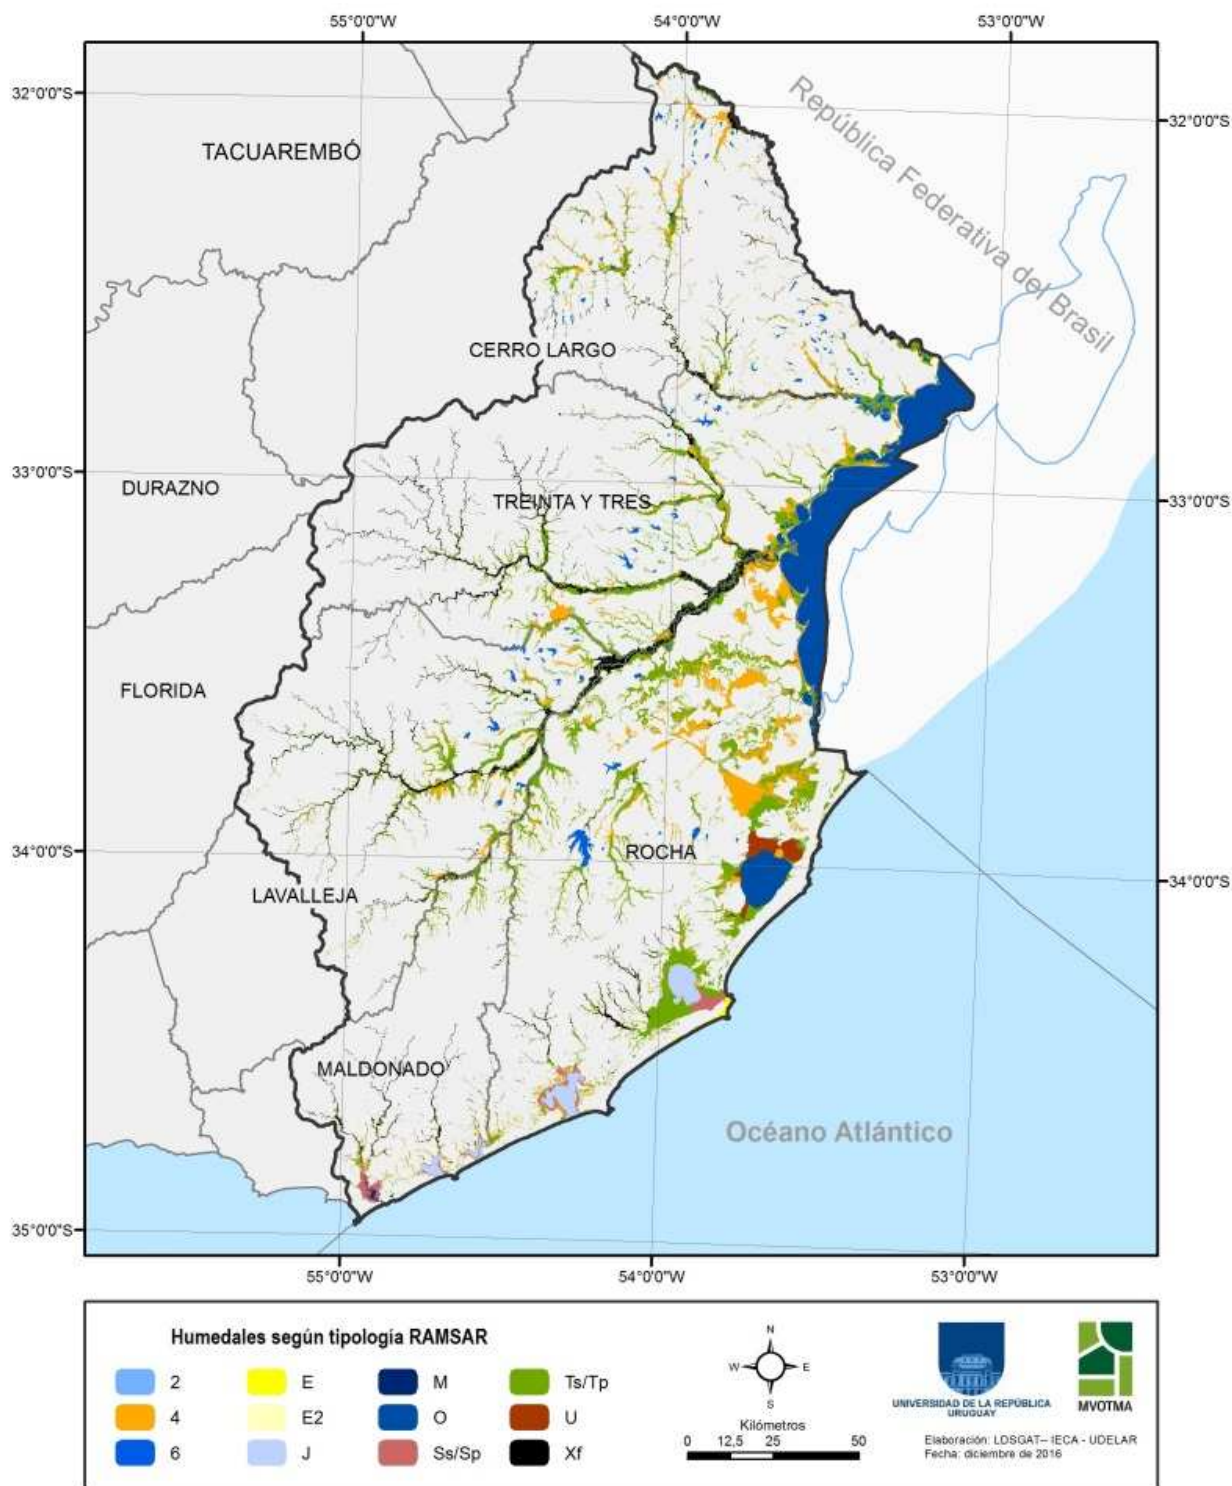 55°0'0"W 54°0'0"W 53°0'0"W
32°0'0"S
32°0'0"S
República Federativa del Brasil
TACUAREMBÓ
CERRO LARGO
33°0'0"S
33°0'0"S
DURAZNO
TREINTA Y TRES
FLORIDA
34°0'0"S
34°0'0"S
ROCHA
LAVALLEJA
MALDONADO
Océano Atlántico
35°0'0"S
55°0'0"W 54°0'0"W 53°0'0"W
Humedales según tipología RAMSAR
2 E M Ts/Tp
4 E2 O U
6 J Ss/Sp Xf
N
W E
S
Kilómetros
0 12,5 25 50
UNIVERSIDAD DE LA REPÚBLICA
URUGUAY
MVOTMA
Elaboración: LDSGAT– IECA - UDELAR
Fecha: diciembre de 2016